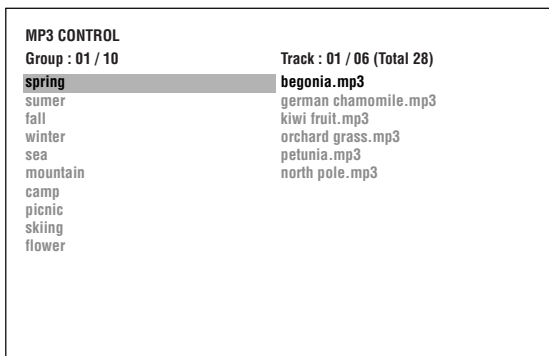 MP3 CONTROL
Group : 01 / 10
Track : 01 / 06 (Total 28)
spring
sumer
fall
winter
sea
mountain
camp
picnic
skiing
flower
begonia.mp3
german chamomile.mp3
kiwi fruit.mp3
orchard grass.mp3
petunia.mp3
north pole.mp3